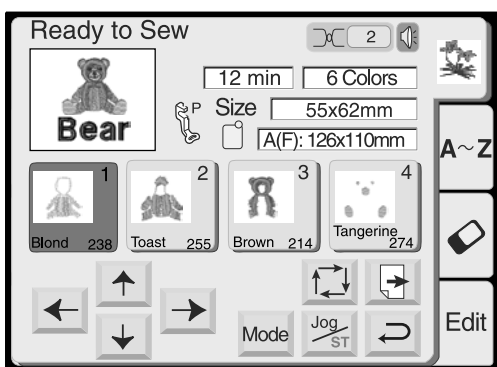 Ready to Sew
2
Bear
12 min
6 Colors
P
Size
55x62mm
A(F): 126x110mm
A~Z
1
Blond 238
2
Toast 255
3
Brown 214
4
Tangerine
274
Mode
Jog
ST
Edit